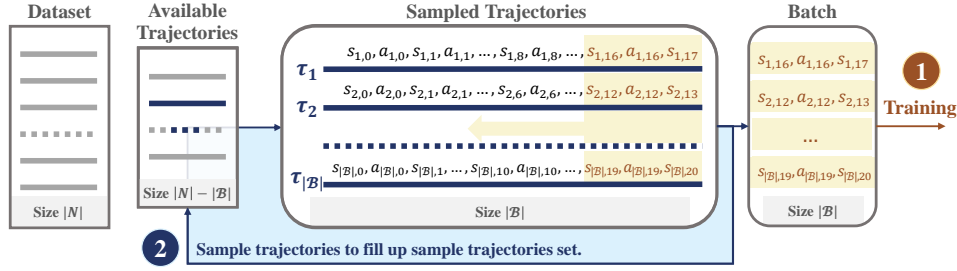 Dataset
Size |N|
Available
Trajectories
Size |N| − |ℬ|
Sampled Trajectories
s1,0, a1,0, s1,1, a1,1, ..., s1,8, a1,8, ..., s1,16, a1,16, s1,17
τ1
s2,0, a2,0, s2,1, a2,1, ..., s2,6, a2,6, ..., s2,12, a2,12, s2,13
τ2
s|ℬ|,0, a|ℬ|,0, s|ℬ|,1, ..., s|ℬ|,10, a|ℬ|,10, ..., s|ℬ|,19, a|ℬ|,19, s|ℬ|,20
τ|ℬ|
Size |ℬ|
Batch
s1,16, a1,16, s1,17
s2,12, a2,12, s2,13
...
s|ℬ|,19, a|ℬ|,19, s|ℬ|,20
Size |ℬ|
1
Training
2
Sample trajectories to fill up sample trajectories set.